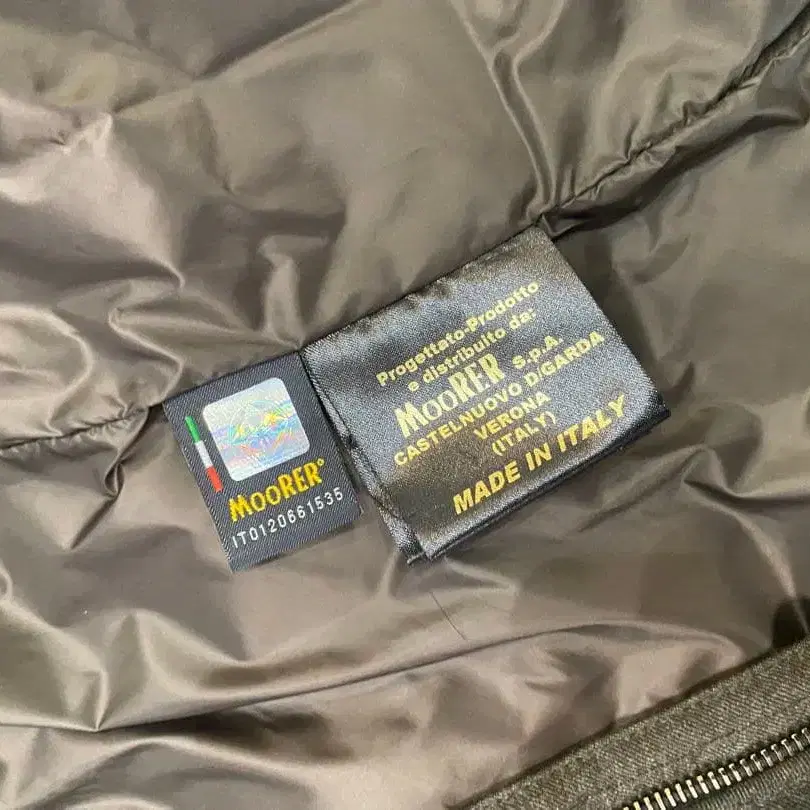 MOORER
IT0120661535
Progettato-Prodotto
e distribuito da:
MOORER S.p.A.
CASTELNUOVO D/GARDA
VERONA
(ITALY)
MADE IN ITALY